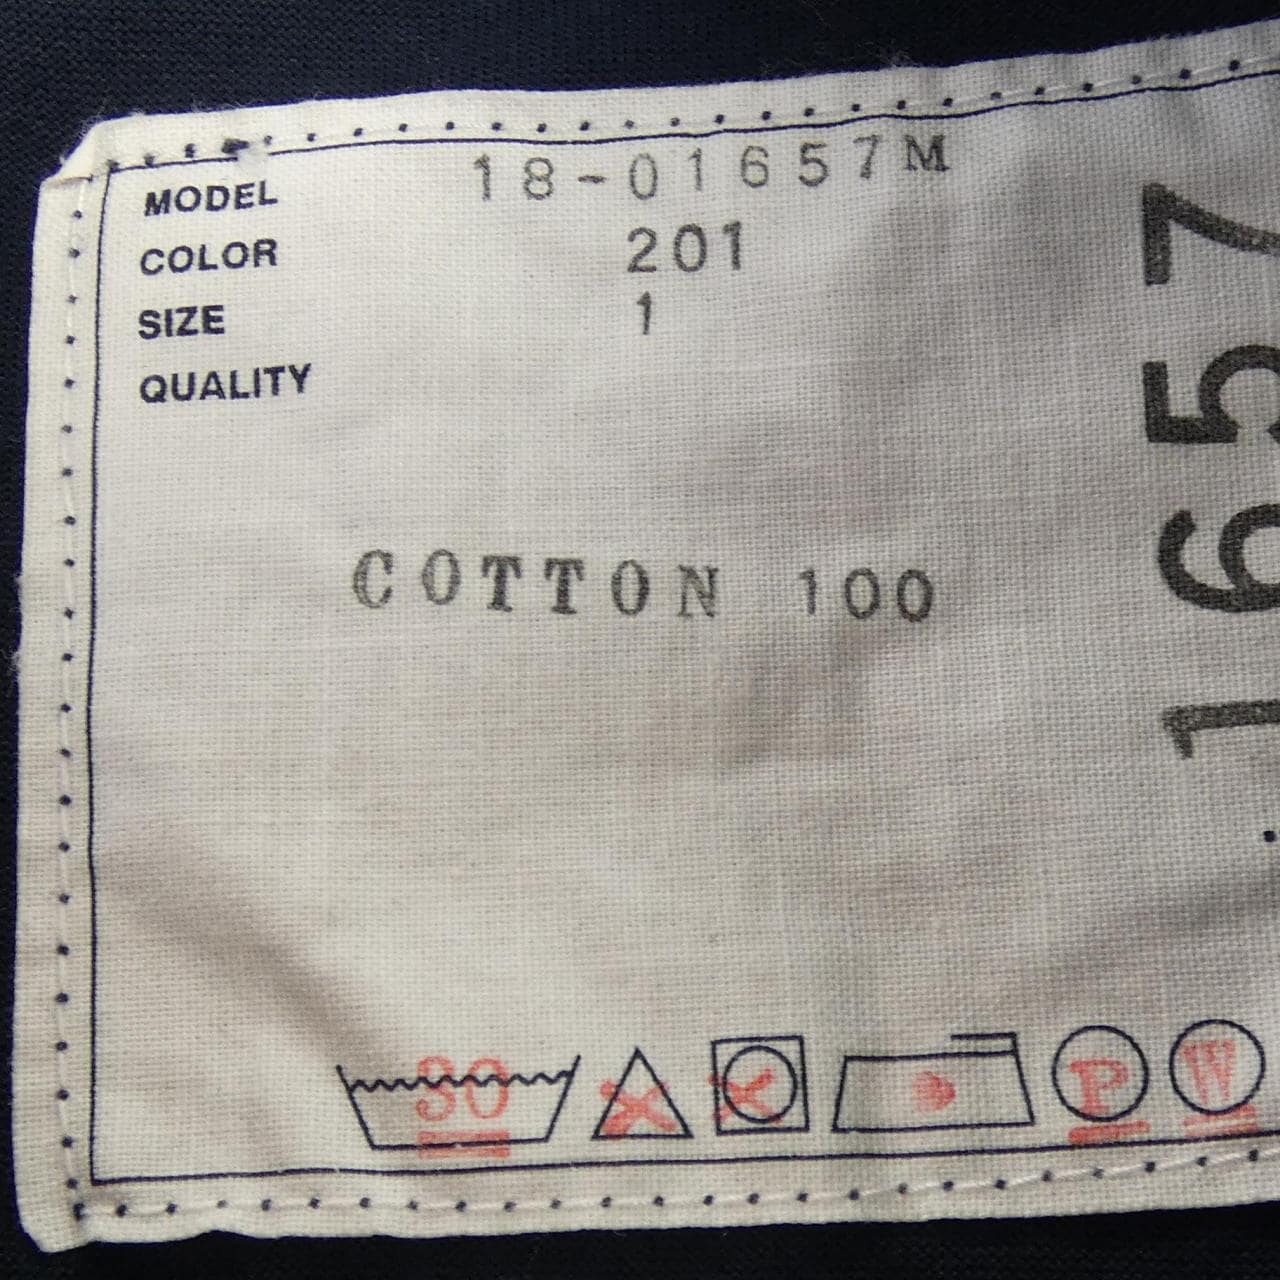 MODEL 18-01657M
COLOR 201
SIZE 1
QUALITY
COTTON 100
30 P W
1657